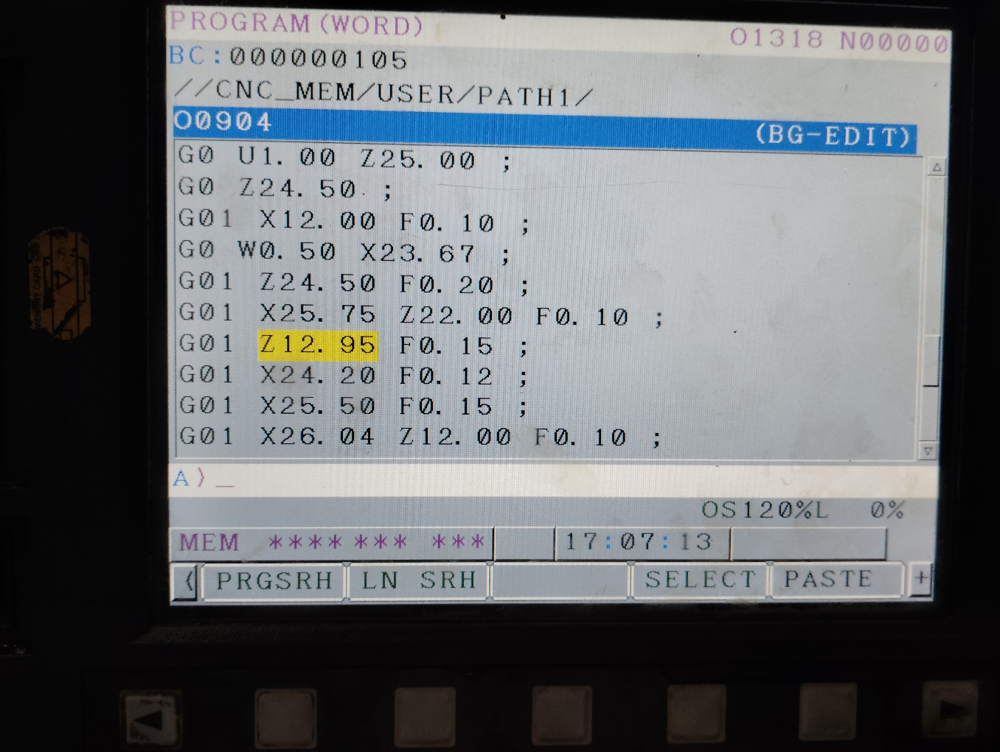 PROGRAM(WORD) O1318 N00000
BC:000000105
//CNC_MEM/USER/PATH1/
O0904 (BG-EDIT)
G0 U1. 00 Z25. 00 ;
G0 Z24. 50 ;
G01 X12. 00 F0. 10 ;
G0 W0. 50 X23. 67 ;
G01 Z24. 50 F0. 20 ;
G01 X25. 75 Z22. 00 F0. 10 ;
G01 Z12. 95 F0. 15 ;
G01 X24. 20 F0. 12 ;
G01 X25. 50 F0. 15 ;
G01 X26. 04 Z12. 00 F0. 10 ;
A)_
OS120%L 0%
MEM **** *** *** 17:07:13
( PRGSRH LN SRH SELECT PASTE +
MEMORY CARD